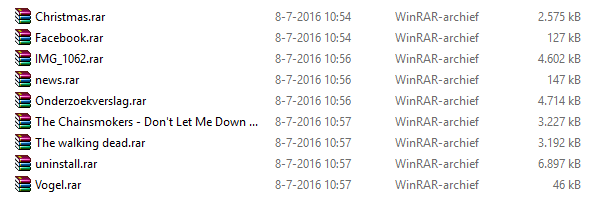 Christmas.rar 8-7-2016 10:54 WinRAR-archief 2.575 kB
Facebook.rar 8-7-2016 10:54 WinRAR-archief 127 kB
IMG_1062.rar 8-7-2016 10:56 WinRAR-archief 4.602 kB
news.rar 8-7-2016 10:56 WinRAR-archief 147 kB
Onderzoekverslag.rar 8-7-2016 10:56 WinRAR-archief 4.714 kB
The Chainsmokers - Don't Let Me Down ... 8-7-2016 10:57 WinRAR-archief 3.227 kB
The walking dead.rar 8-7-2016 10:57 WinRAR-archief 3.192 kB
uninstall.rar 8-7-2016 10:57 WinRAR-archief 6.897 kB
Vogel.rar 8-7-2016 10:57 WinRAR-archief 46 kB